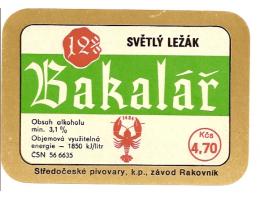 12%
SVĚTLÝ LEŽÁK
Bakalář
Obsah alkoholu
min. 3,1%
Objemová využitelná
energie – 1850 kJ/litr
ČSN 56 6635
1454
Kčs
4,70
Středočeské pivovary, k.p., závod Rakovník